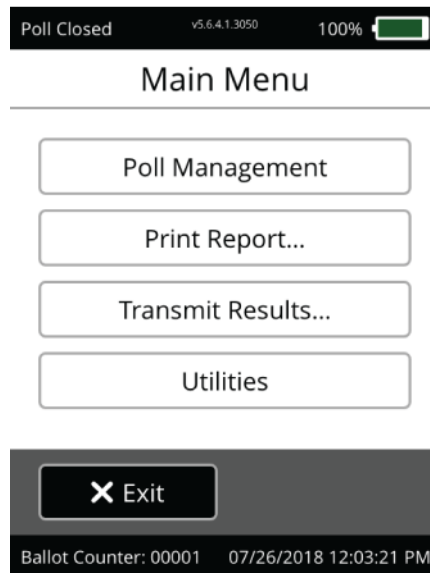 Poll Closed v5.6.4.1.3050 100%
Main Menu
Poll Management
Print Report...
Transmit Results...
Utilities
Exit
Ballot Counter: 00001 07/26/2018 12:03:21 PM